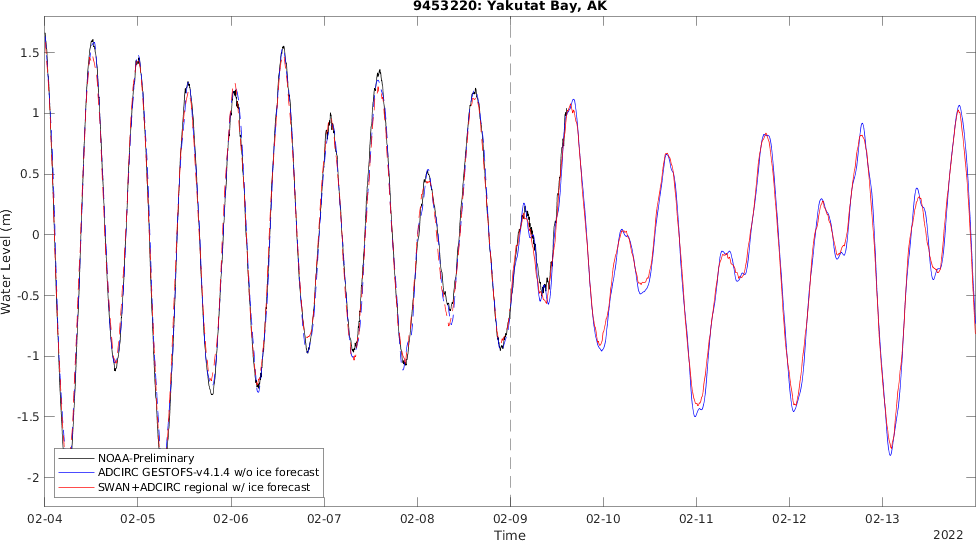 9453220: Yakutat Bay, AK
Water Level (m)
1.5
1
0.5
0
-0.5
-1
-1.5
-2
NOAA-Preliminary
ADCIRC GESTOFS-v4.1.4 w/o ice forecast
SWAN+ADCIRC regional w/ ice forecast
02-04 02-05 02-06 02-07 02-08 02-09 02-10 02-11 02-12 02-13
Time
2022